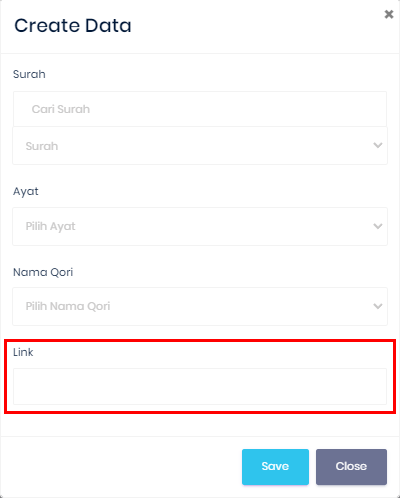 Create Data
Surah
Cari Surah
Surah
Ayat
Pilih Ayat
Nama Qori
Pilih Nama Qori
Link
Save Close